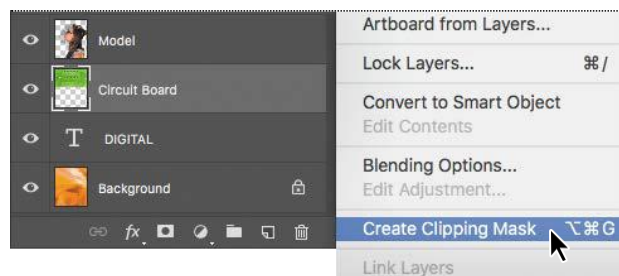 Model
Circuit Board
T DIGITAL
Background
fx
Artboard from Layers...
Lock Layers... ⌘/
Convert to Smart Object
Edit Contents
Blending Options...
Edit Adjustment...
Create Clipping Mask ⌥⌘G
Link Layers